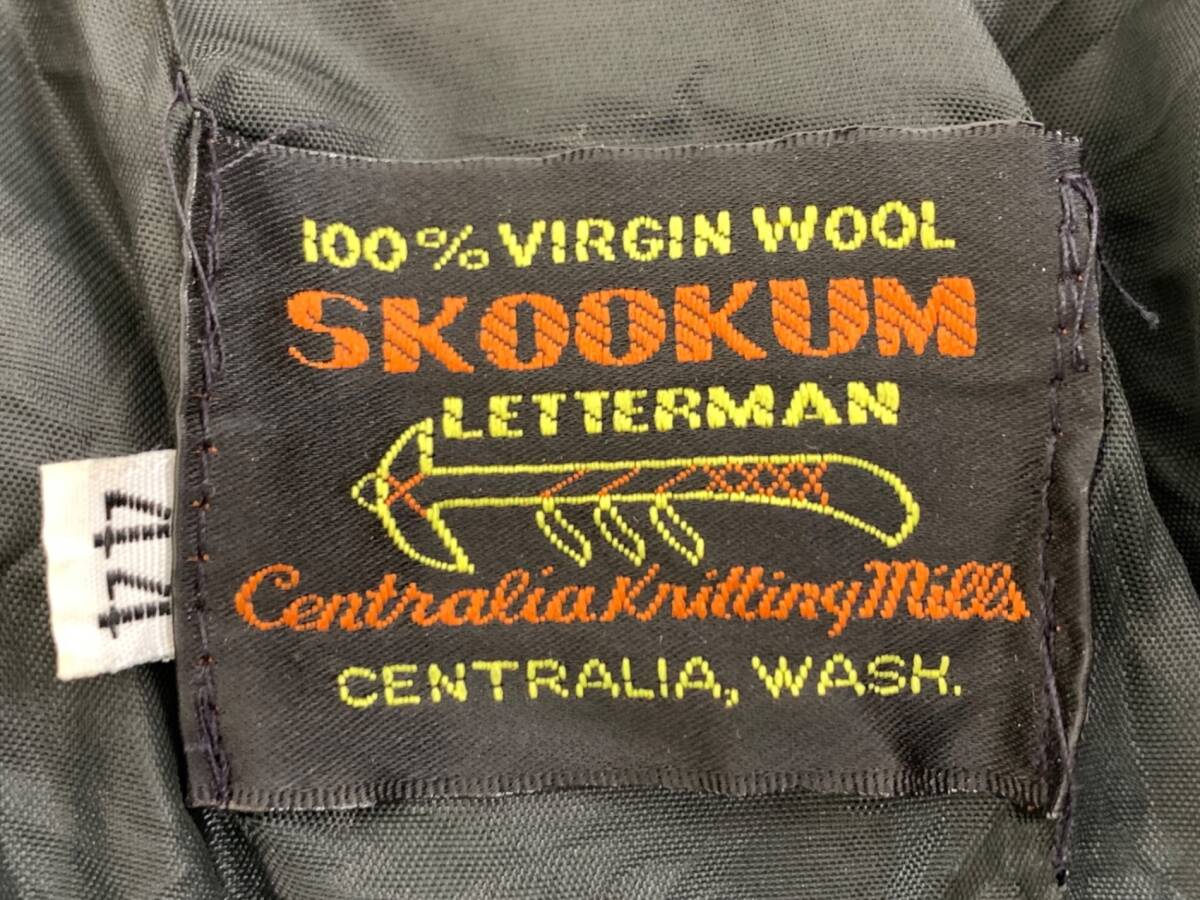 100% VIRGIN WOOL
SKOOKUM
LETTERMAN
Centralia Knitting Mills
CENTRALIA, WASH.